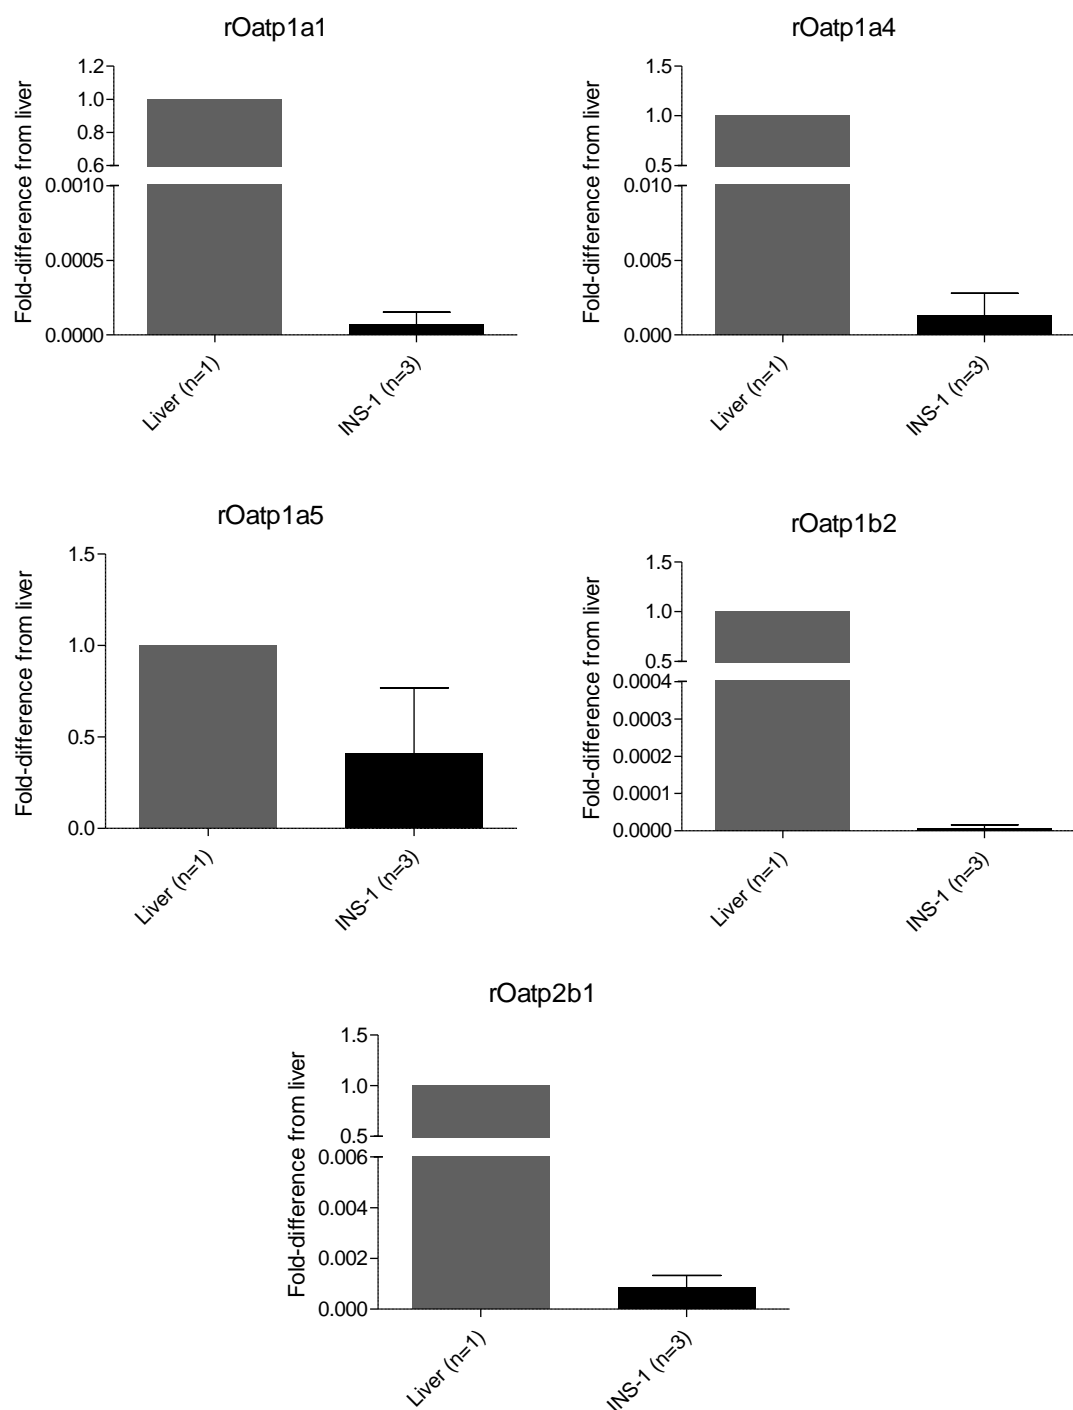 rOatp1a1
Fold-difference from liver
1.2
1.0
0.8
0.6
0.0010
0.0005
0.0000
Liver (n=1)
INS-1 (n=3)
rOatp1a4
Fold-difference from liver
1.5
1.0
0.5
0.010
0.005
0.000
Liver (n=1)
INS-1 (n=3)
rOatp1a5
Fold-difference from liver
1.5
1.0
0.5
0.0
Liver (n=1)
INS-1 (n=3)
rOatp1b2
Fold-difference from liver
1.5
1.0
0.5
0.0004
0.0003
0.0002
0.0001
0.0000
Liver (n=1)
INS-1 (n=3)
rOatp2b1
Fold-difference from liver
1.5
1.0
0.5
0.006
0.004
0.002
0.000
Liver (n=1)
INS-1 (n=3)